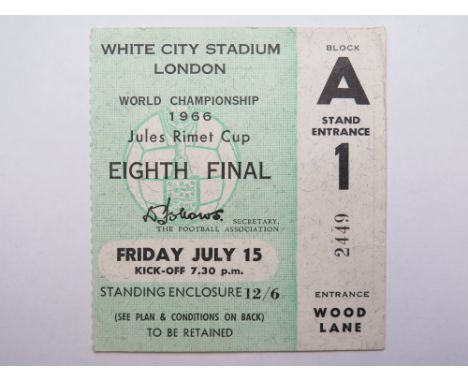 WHITE CITY STADIUM
LONDON
WORLD CHAMPIONSHIP
1966
Jules Rimet Cup
EIGHTH FINAL
SECRETARY,
THE FOOTBALL ASSOCIATION
FRIDAY JULY 15
KICK-OFF 7.30 p.m.
STANDING ENCLOSURE 12/6
(SEE PLAN & CONDITIONS ON BACK)
TO BE RETAINED
BLOCK
A
STAND
ENTRANCE
1
2449
ENTRANCE
WOOD
LANE